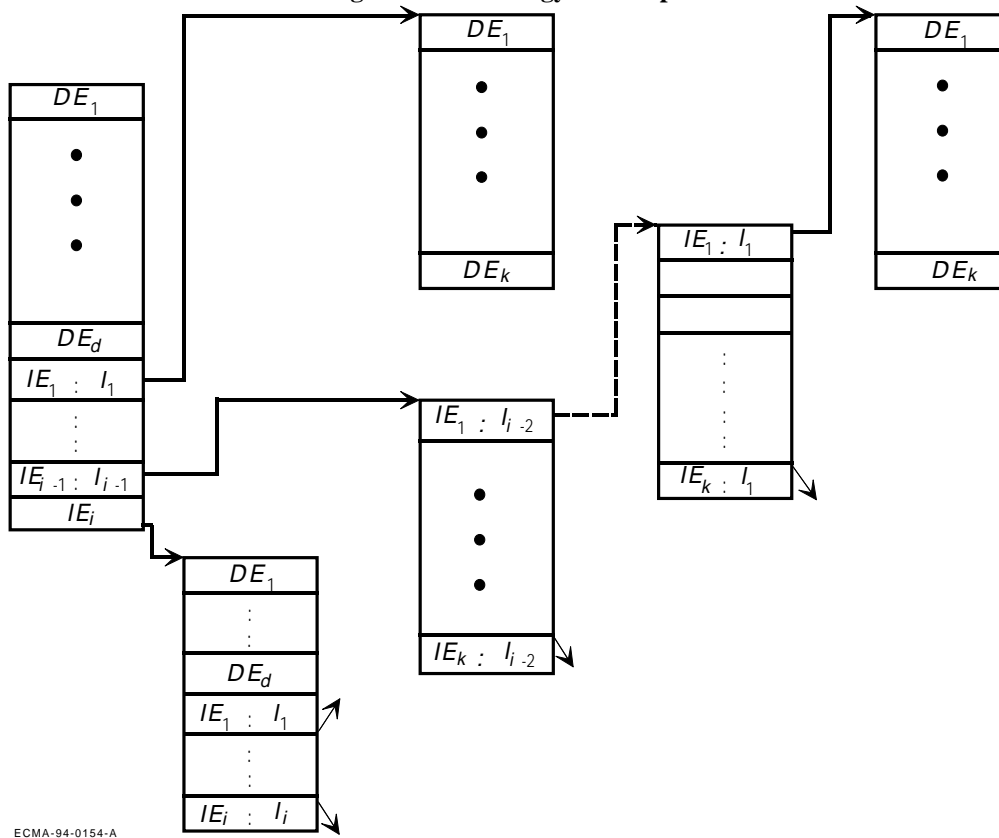 DE1
⋮
DEd
IE1 : I1
:
:
IEi-1 : Ii-1
IEi
DE1
:
:
DEd
IE1 : I1
:
:
IEi : Ii
DE1
DEk
IE1 : Ii-2
IEk : Ii-2
IE1 : I1
:
:
:
:
IEk : I1
DE1
DEk
ECMA-94-0154-A